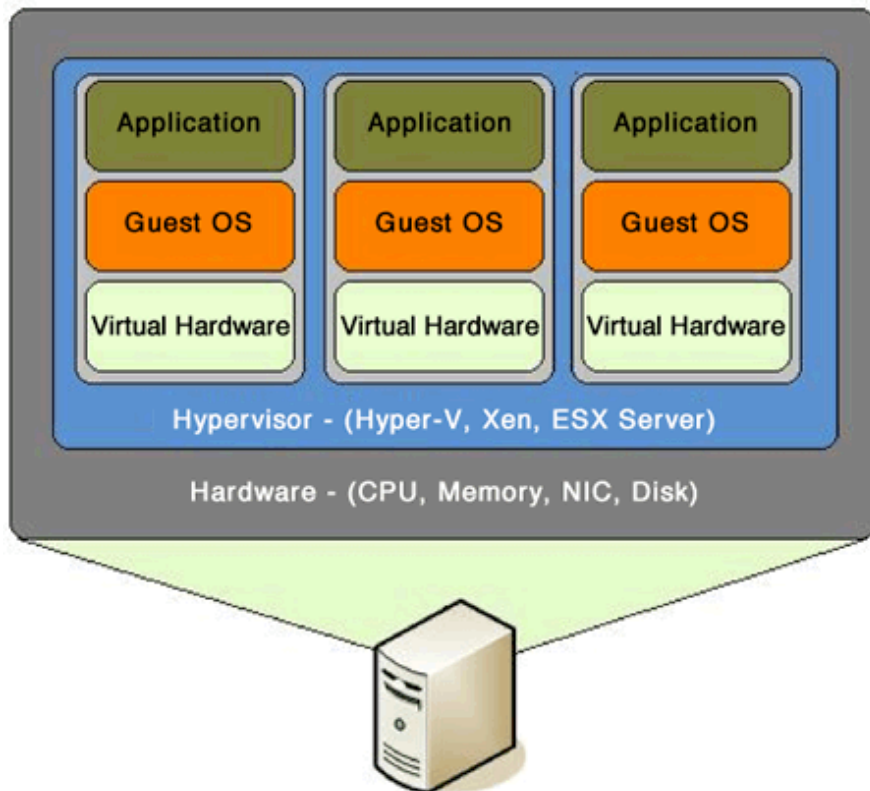 Application
Application
Application
Guest OS
Guest OS
Guest OS
Virtual Hardware
Virtual Hardware
Virtual Hardware
Hypervisor - (Hyper-V, Xen, ESX Server)
Hardware - (CPU, Memory, NIC, Disk)